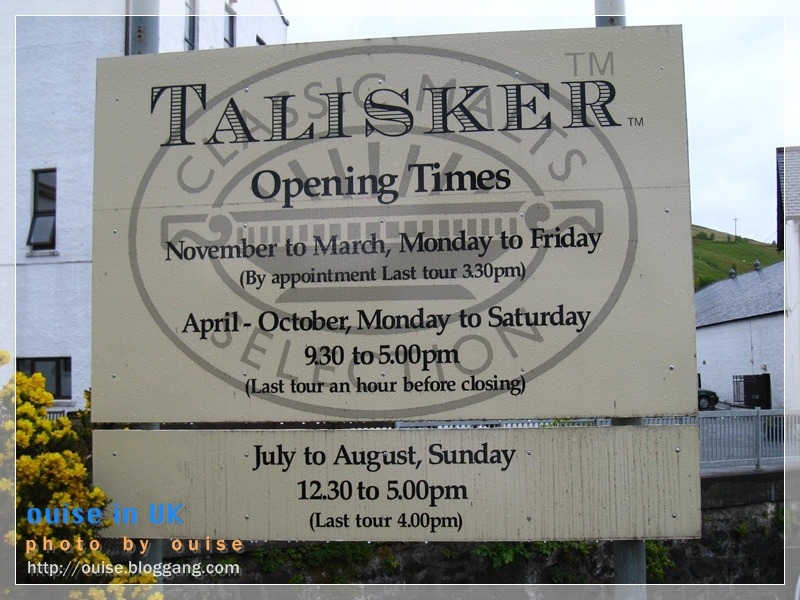 CLASSIC MALTS
TM
TALISKER TM
Opening Times
November to March, Monday to Friday
(By appointment Last tour 3.30pm)
April - October, Monday to Saturday
9.30 to 5.00pm
SELECTION
(Last tour an hour before closing)
July to August, Sunday
12.30 to 5.00pm
(Last tour 4.00pm)
ouise in UK
photo by ouise
http://ouise.bloggang.com